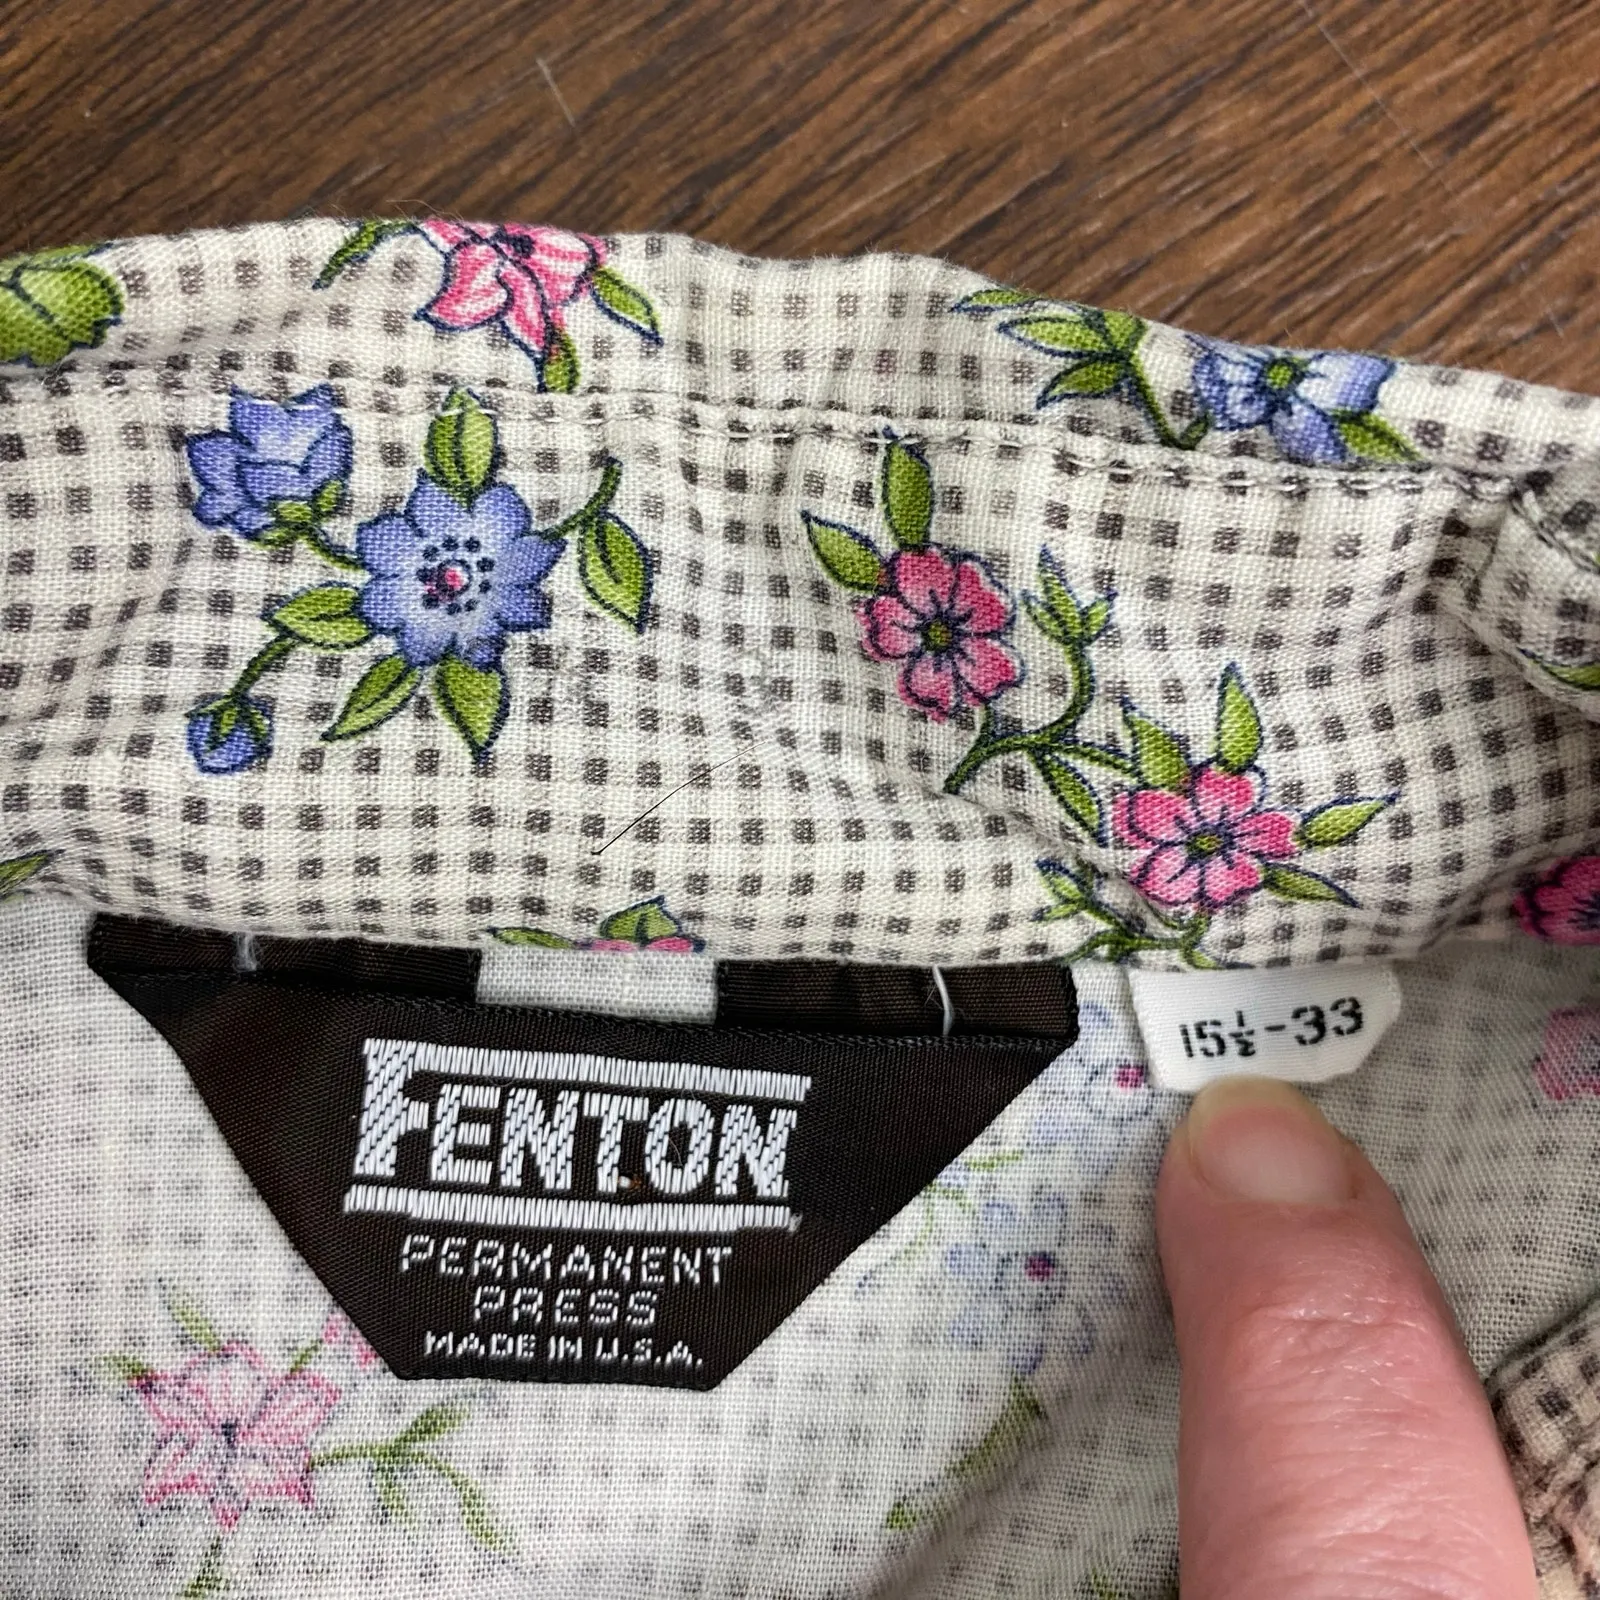 FENTON
PERMANENT
PRESS
MADE IN U.S.A.
15½-33